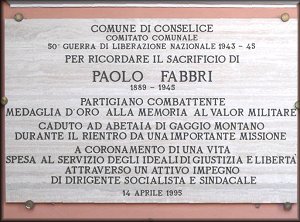 COMUNE DI CONSELICE
COMITATO COMUNALE
50° GUERRA DI LIBERAZIONE NAZIONALE 1943 - 45
PER RICORDARE IL SACRIFICIO DI
PAOLO FABBRI
1889 - 1945
PARTIGIANO COMBATTENTE
MEDAGLIA D'ORO ALLA MEMORIA AL VALOR MILITARE
CADUTO AD ABETAIA DI GAGGIO MONTANO
DURANTE IL RIENTRO DA UNA IMPORTANTE MISSIONE
A CORONAMENTO DI UNA VITA
SPESA AL SERVIZIO DEGLI IDEALI DI GIUSTIZIA E LIBERTÀ
ATTRAVERSO UN ATTIVO IMPEGNO
DI DIRIGENTE SOCIALISTA E SINDACALE
14 APRILE 1995